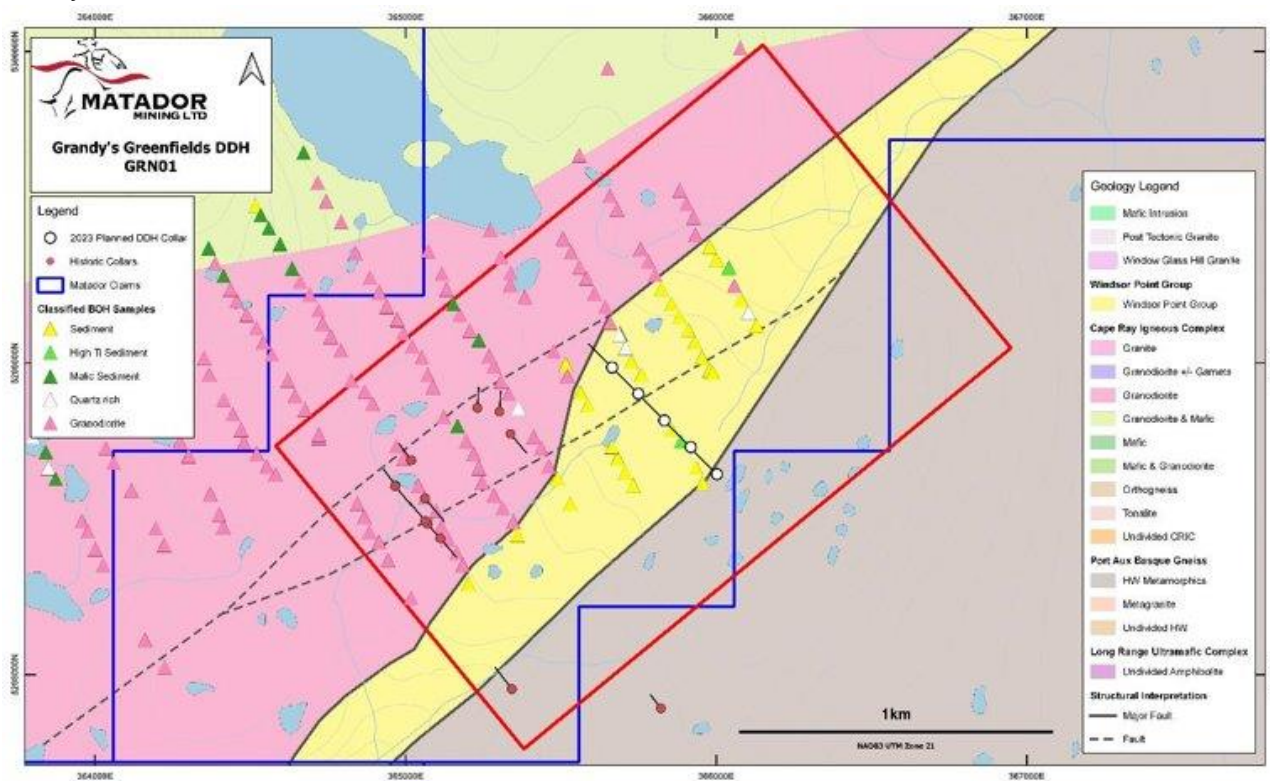 364000E 365000E 366000E 367000E
MATADOR
MINING LTD
Grandy's Greenfields DDH
GRN01
Legend
2023 Planned DDH Collar
Historic Collars
Matador Claims
Classified BOH Samples
Sediment
High Ti Sediment
Mafic Sediment
Quartz rich
Granodiorite
Geology Legend
Mafic Intrusion
Post Tectonic Granite
Window Glass Hill Granite
Windsor Point Group
Windsor Point Group
Cape Ray Igneous Complex
Granite
Granodiorite +/- Garnets
Granodiorite
Granodiorite & Mafic
Mafic
Mafic & Granodiorite
Orthogneiss
Tonalite
Undivided CRIC
Port Aux Basque Gneiss
HW Metamorphics
Metagranite
Undivided HW
Long Range Ultramafic Complex
Undivided Amphibolite
Structural Interpretation
Major Fault
Fault
1km
NAD83 UTM Zone 21
364000E 365000E 366000E 367000E